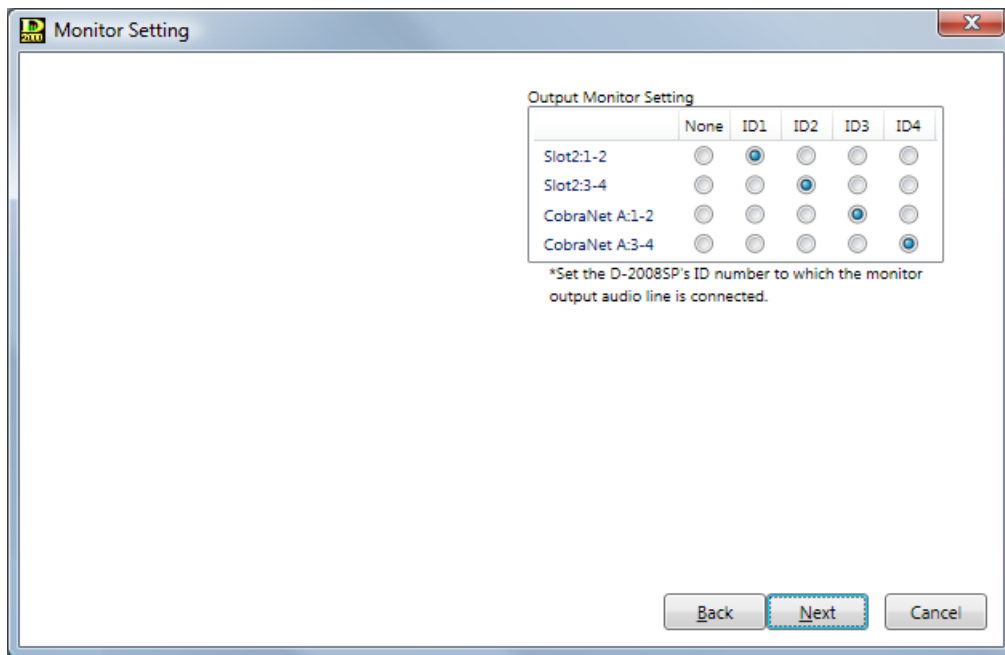 D
2000
Monitor Setting
X
Output Monitor Setting
None ID1 ID2 ID3 ID4
Slot2:1-2
Slot2:3-4
CobraNet A:1-2
CobraNet A:3-4
*Set the D-2008SP's ID number to which the monitor
output audio line is connected.
Back Next Cancel